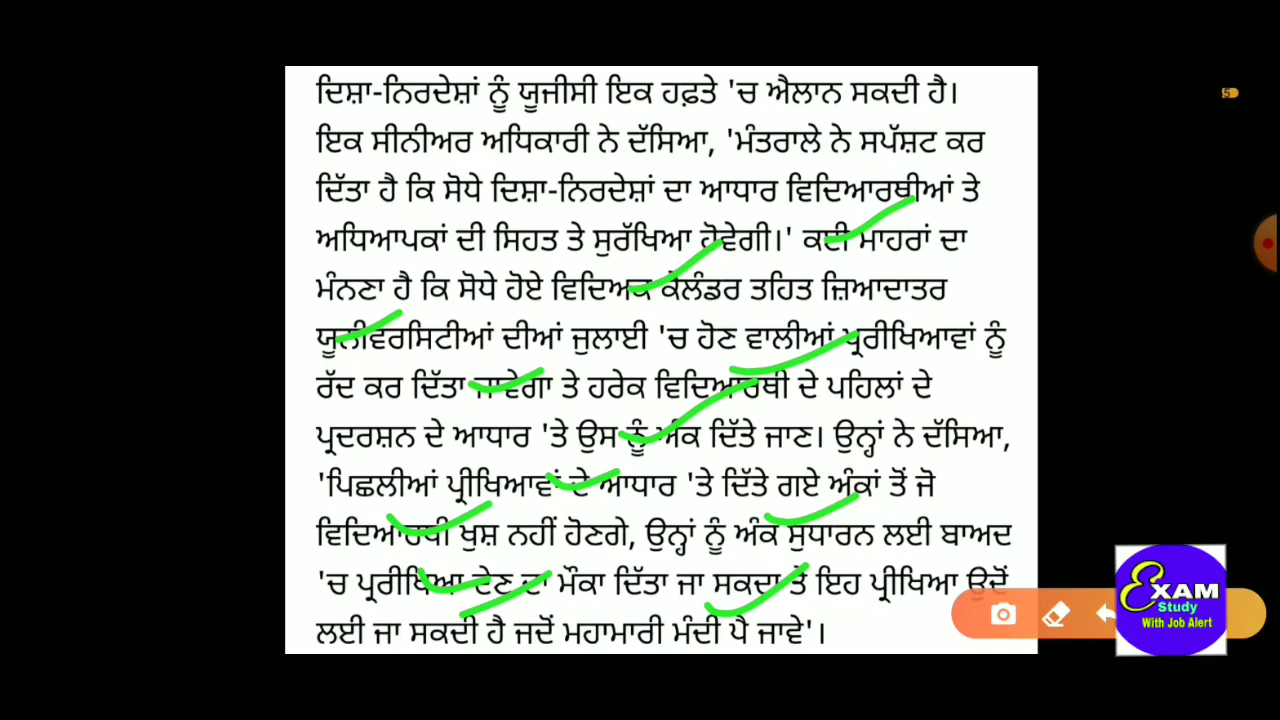 ਦਿਸ਼ਾ-ਨਿਰਦੇਸ਼ਾਂ ਨੂੰ ਯੂਜੀਸੀ ਇਕ ਹਫ਼ਤੇ 'ਚ ਐਲਾਨ ਸਕਦੀ ਹੈ।
ਇਕ ਸੀਨੀਅਰ ਅਧਿਕਾਰੀ ਨੇ ਦੱਸਿਆ, 'ਮੰਤਰਾਲੇ ਨੇ ਸਪੱਸ਼ਟ ਕਰ
ਦਿੱਤਾ ਹੈ ਕਿ ਸੋਧੇ ਦਿਸ਼ਾ-ਨਿਰਦੇਸ਼ਾਂ ਦਾ ਆਧਾਰ ਵਿਦਿਆਰਥੀਆਂ ਤੇ
ਅਧਿਆਪਕਾਂ ਦੀ ਸਿਹਤ ਤੇ ਸੁਰੱਖਿਆ ਹੋਵੇਗੀ।' ਕਈ ਮਾਹਰਾਂ ਦਾ
ਮੰਨਣਾ ਹੈ ਕਿ ਸੋਧੇ ਹੋਏ ਵਿਦਿਅਕ ਕੈਲੰਡਰ ਤਹਿਤ ਜ਼ਿਆਦਾਤਰ
ਯੂਨੀਵਰਸਿਟੀਆਂ ਦੀਆਂ ਜੁਲਾਈ 'ਚ ਹੋਣ ਵਾਲੀਆਂ ਪ੍ਰੀਖਿਆਵਾਂ ਨੂੰ
ਰੱਦ ਕਰ ਦਿੱਤਾ ਜਾਵੇਗਾ ਤੇ ਹਰੇਕ ਵਿਦਿਆਰਥੀ ਦੇ ਪਹਿਲਾਂ ਦੇ
ਪ੍ਰਦਰਸ਼ਨ ਦੇ ਆਧਾਰ 'ਤੇ ਉਸ ਨੂੰ ਅੰਕ ਦਿੱਤੇ ਜਾਣ। ਉਨ੍ਹਾਂ ਨੇ ਦੱਸਿਆ,
'ਪਿਛਲੀਆਂ ਪ੍ਰੀਖਿਆਵਾਂ ਦੇ ਆਧਾਰ 'ਤੇ ਦਿੱਤੇ ਗਏ ਅੰਕਾਂ ਤੋਂ ਜੋ
ਵਿਦਿਆਰਥੀ ਖੁਸ਼ ਨਹੀਂ ਹੋਣਗੇ, ਉਨ੍ਹਾਂ ਨੂੰ ਅੰਕ ਸੁਧਾਰਨ ਲਈ ਬਾਅਦ
'ਚ ਪ੍ਰੀਖਿਆ ਦੇਣ ਦਾ ਮੌਕਾ ਦਿੱਤਾ ਜਾ ਸਕਦਾ ਤੇ ਇਹ ਪ੍ਰੀਖਿਆ ਉਦੋਂ
ਲਈ ਜਾ ਸਕਦੀ ਹੈ ਜਦੋਂ ਮਹਾਮਾਰੀ ਮੰਦੀ ਪੈ ਜਾਵੇ'।
EXAM
Study
With Job Alert